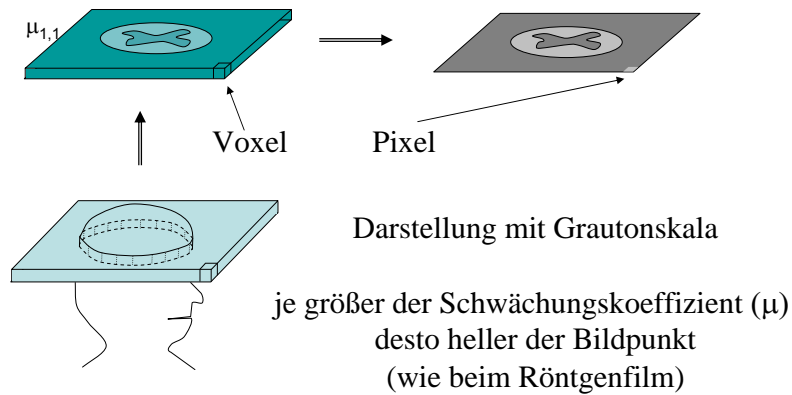 μ1,1
Voxel Pixel
Darstellung mit Grautonskala
je größer der Schwächungskoeffizient (μ)
desto heller der Bildpunkt
(wie beim Röntgenfilm)